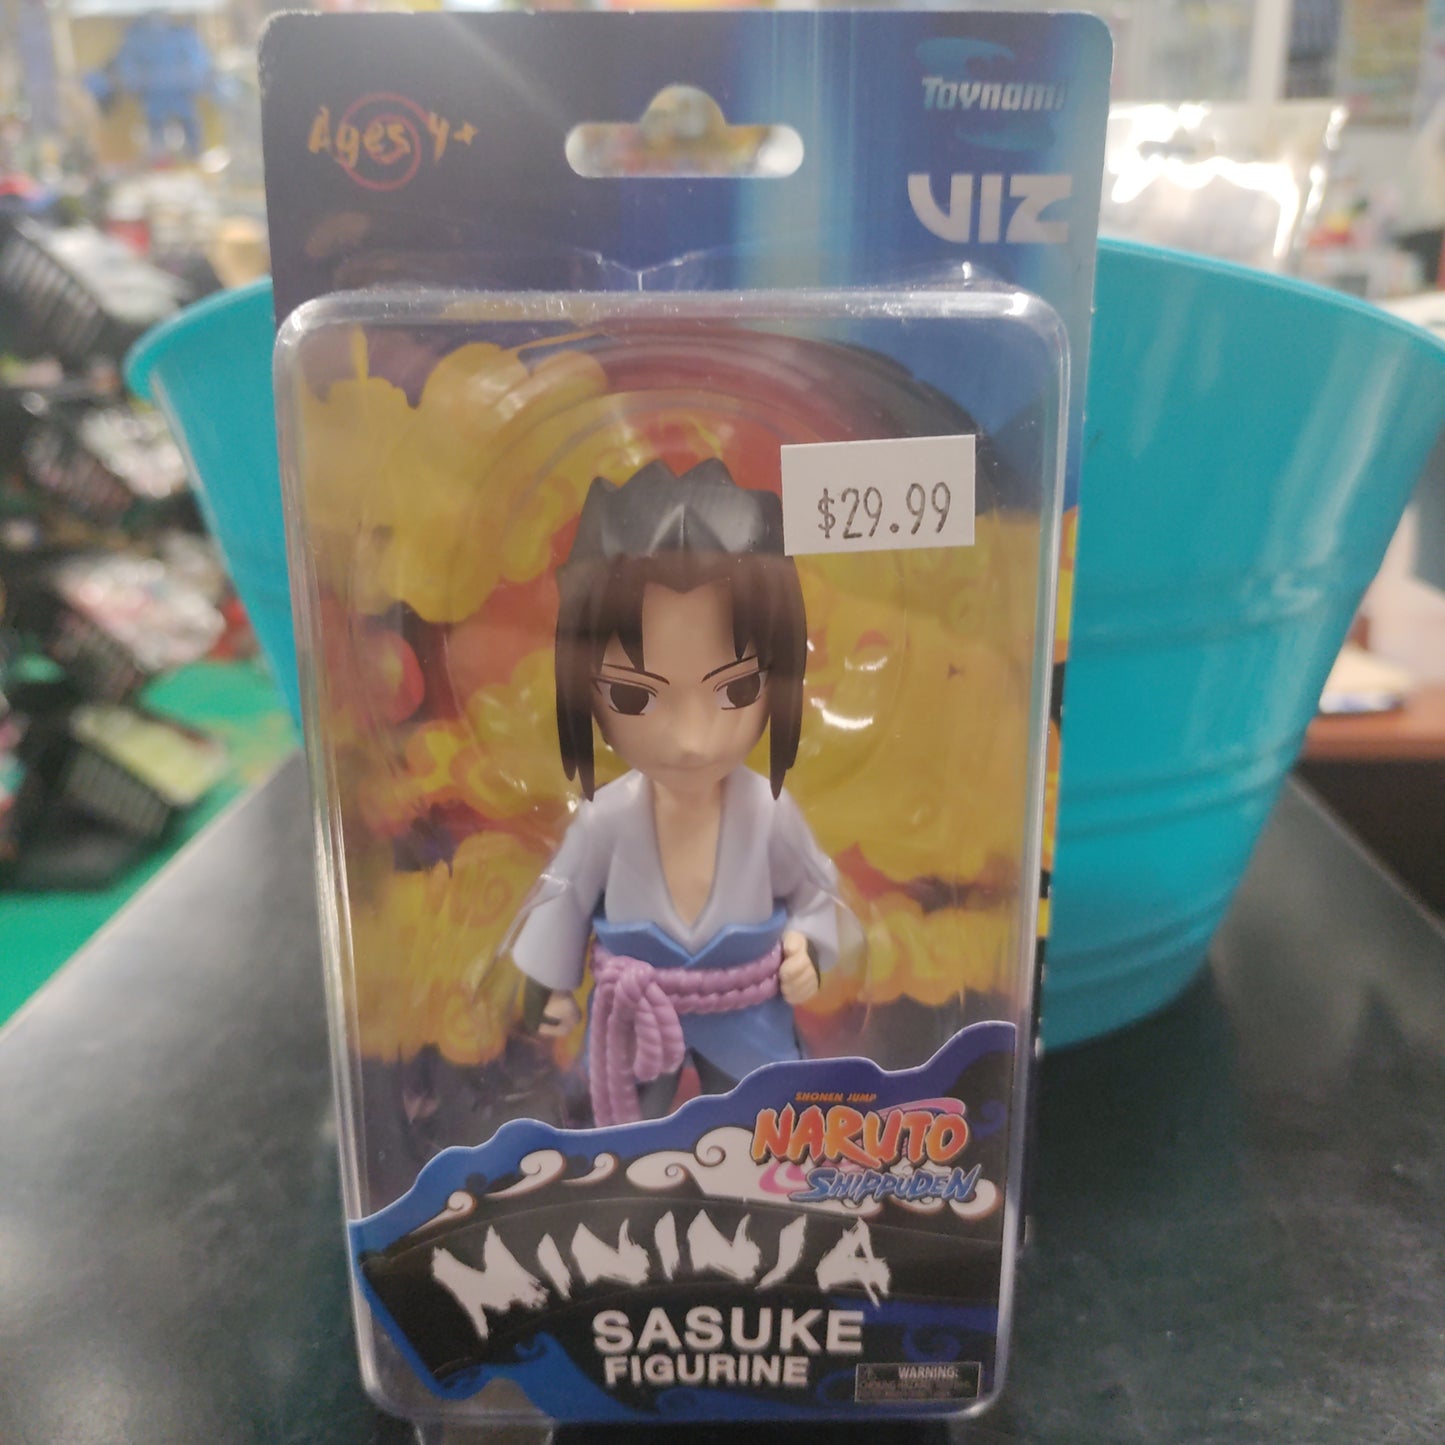 Ages 4+
Toynami
VIZ
$29.99
SHONEN JUMP
NARUTO
SHIPPUDEN
MININJA
SASUKE
FIGURINE
WARNING: